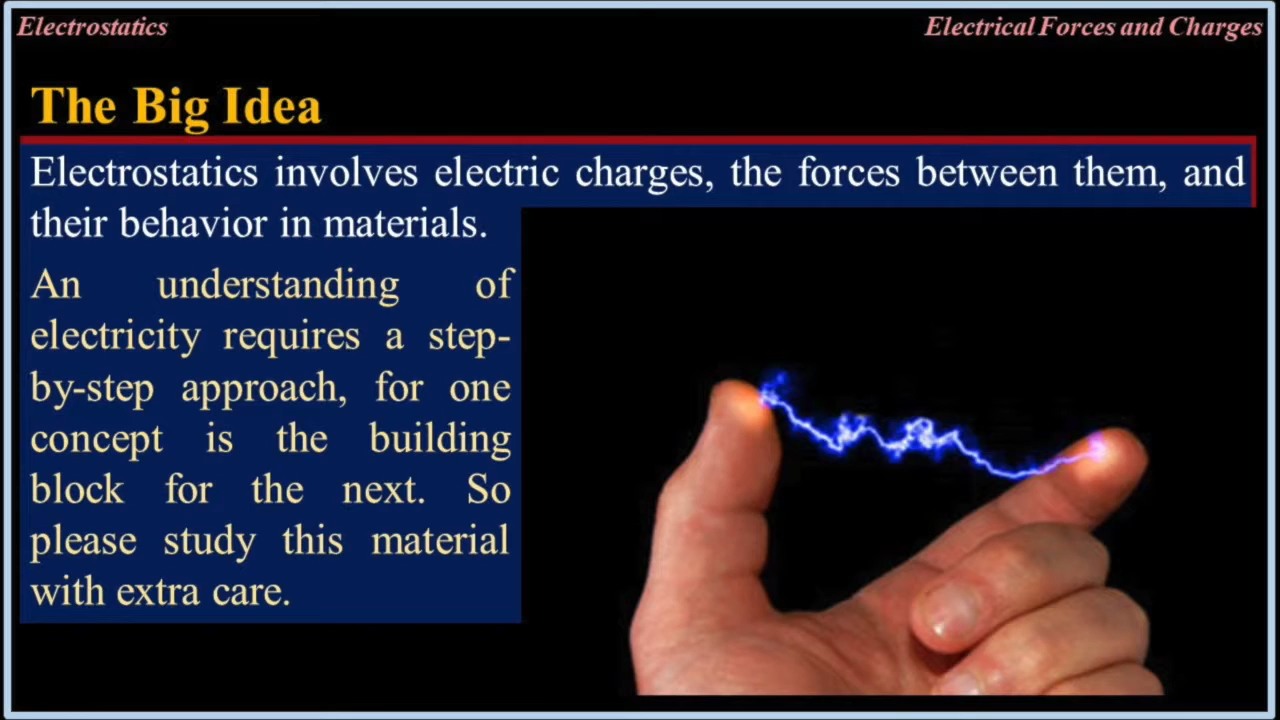 Electrostatics
Electrical Forces and Charges
The Big Idea
Electrostatics involves electric charges, the forces between them, and
their behavior in materials.
An understanding of
electricity requires a step-
by-step approach, for one
concept is the building
block for the next. So
please study this material
with extra care.